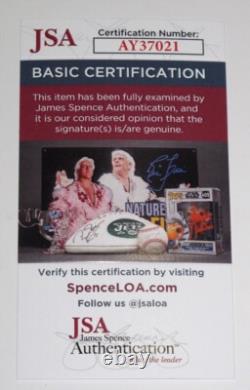 JSA
Certification Number:
AY37021
BASIC CERTIFICATION
This item has been fully examined by
James Spence Authentication, and
it is our considered opinion that the
signature(s) is/are genuine.
NATURE
JETS
Verify this certification by visiting
SpenceLOA.com
Follow us @jsaloa
JSA
James Spence
Authentication
the leader